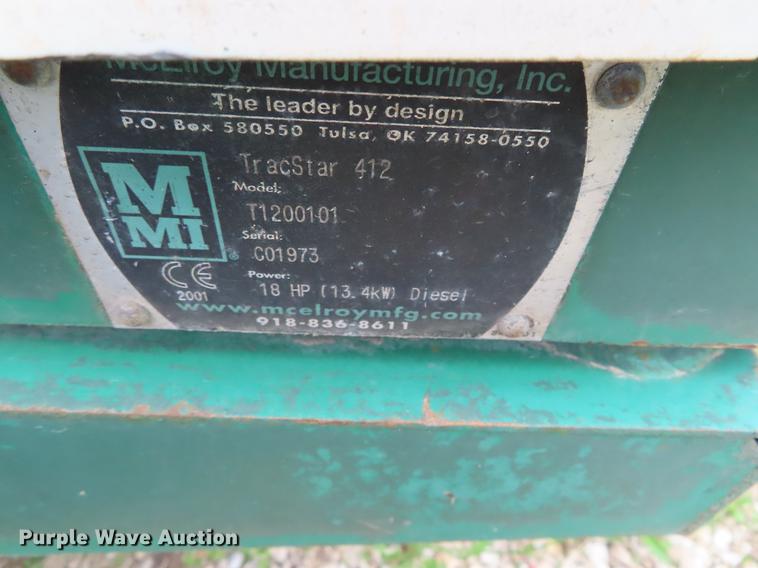 McElroy Manufacturing, Inc.
The leader by design
P.O. Box 580550 Tulsa, OK 74158-0550
TracStar 412
Model:
T1200101
Serial:
C01973
Power:
18 HP (13.4kW) Diesel
M
MI
®
CE
2001
www.mcelroymfg.com
918-836-8611
Purple Wave Auction